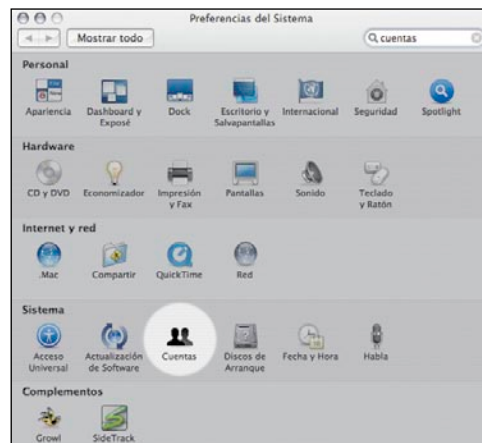 Preferencias del Sistema
Mostrar todo
cuentas
Personal
Apariencia
Dashboard y
Exposé
Dock
Escritorio y
Salvapantallas
Internacional
Seguridad
Spotlight
Hardware
CD y DVD
Economizador
Impresión
y Fax
Pantallas
Sonido
Teclado
y Ratón
Internet y red
.Mac
Compartir
QuickTime
Red
Sistema
Acceso
Universal
Actualización
de Software
Cuentas
Discos de
Arranque
Fecha y Hora
Habla
Complementos
Growl
SideTrack